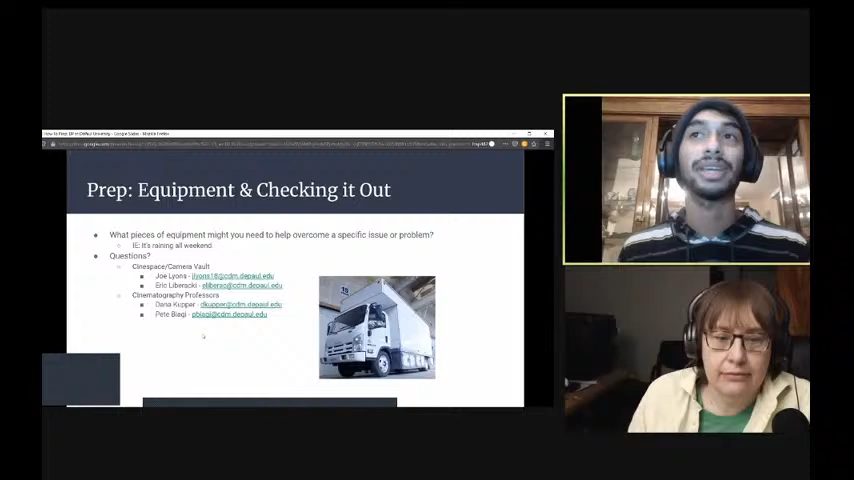 Prep: Equipment & Checking it Out
What pieces of equipment might you need to help overcome a specific issue or problem?
IE: It's raining all weekend.
Questions?
Cinespace/Camera Vault
Joe Lyons - jlyons18@cdm.depaul.edu
Eric Liberacki - eliberac@cdm.depaul.edu
Cinematography Professors
Dana Kupper - dkupper@cdm.depaul.edu
Pete Biagi - pbiagi@cdm.depaul.edu